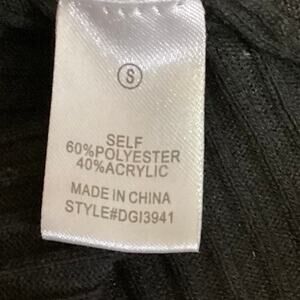 S
SELF
60%POLYESTER
40%ACRYLIC
MADE IN CHINA
STYLE#DGI3941